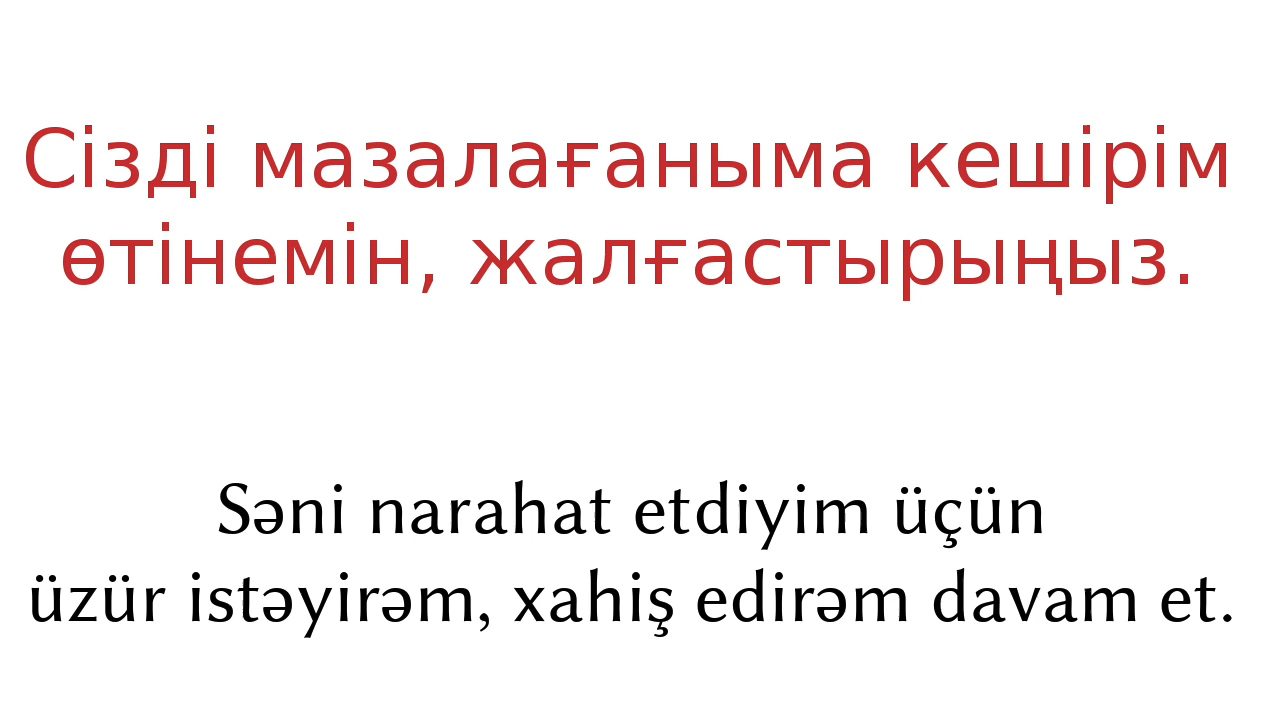 Сізді мазалағаныма кешірім
өтінемін, жалғастырыңыз.
Səni narahat etdiyim üçün
üzür istəyirəm, xahiş edirəm davam et.